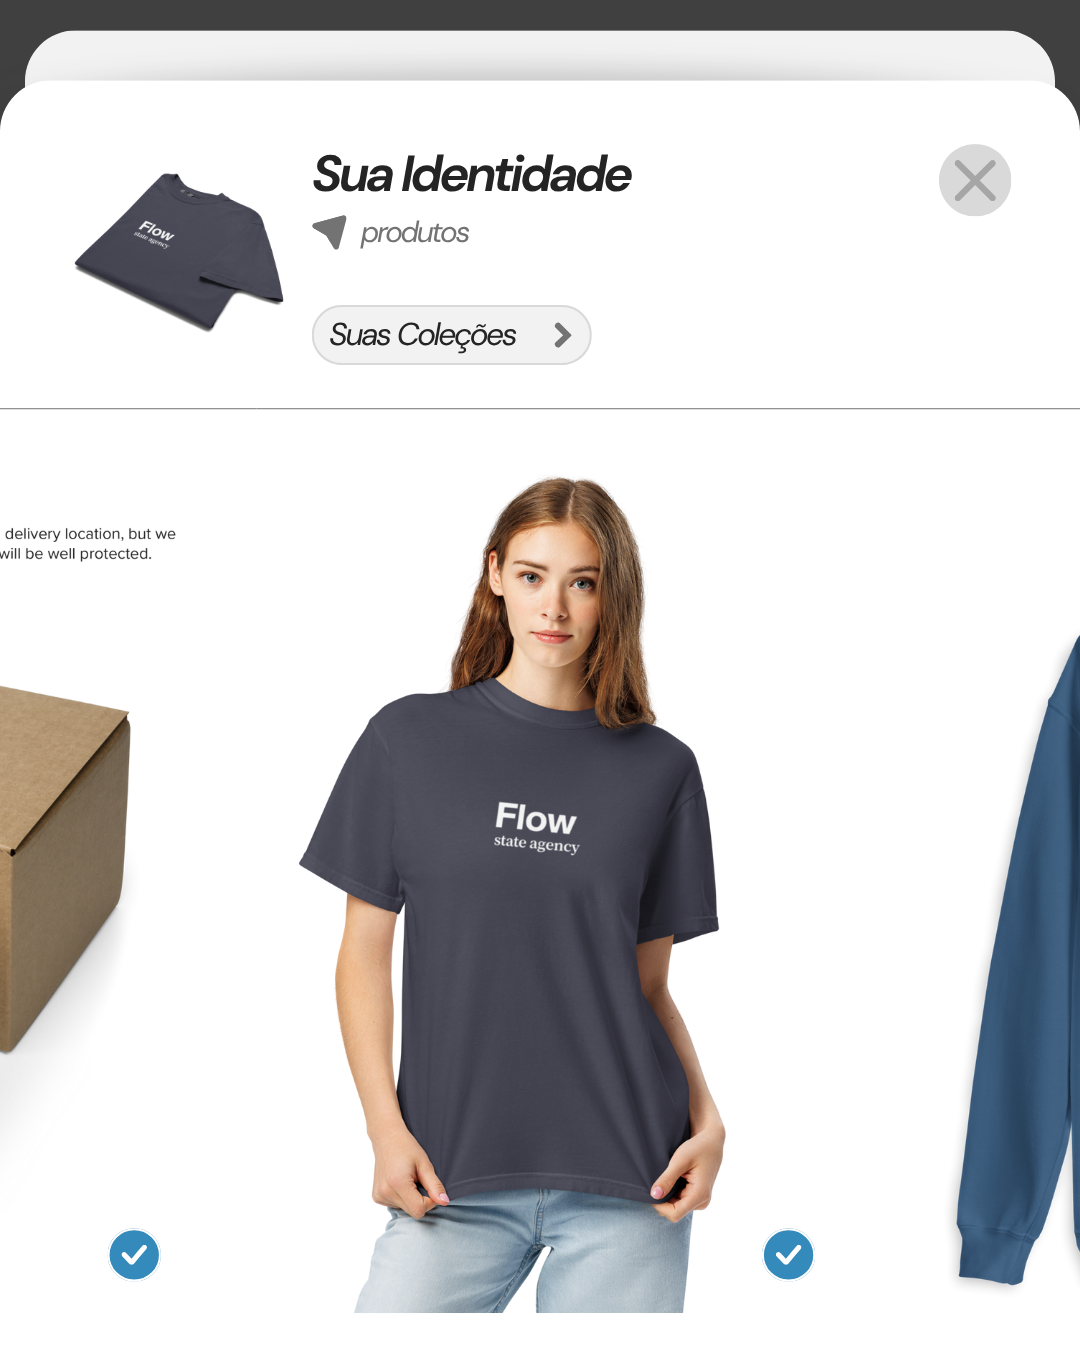 Sua Identidade
produtos
Suas Coleções
Flow
state agency
delivery location, but we
will be well protected.
Flow
state agency